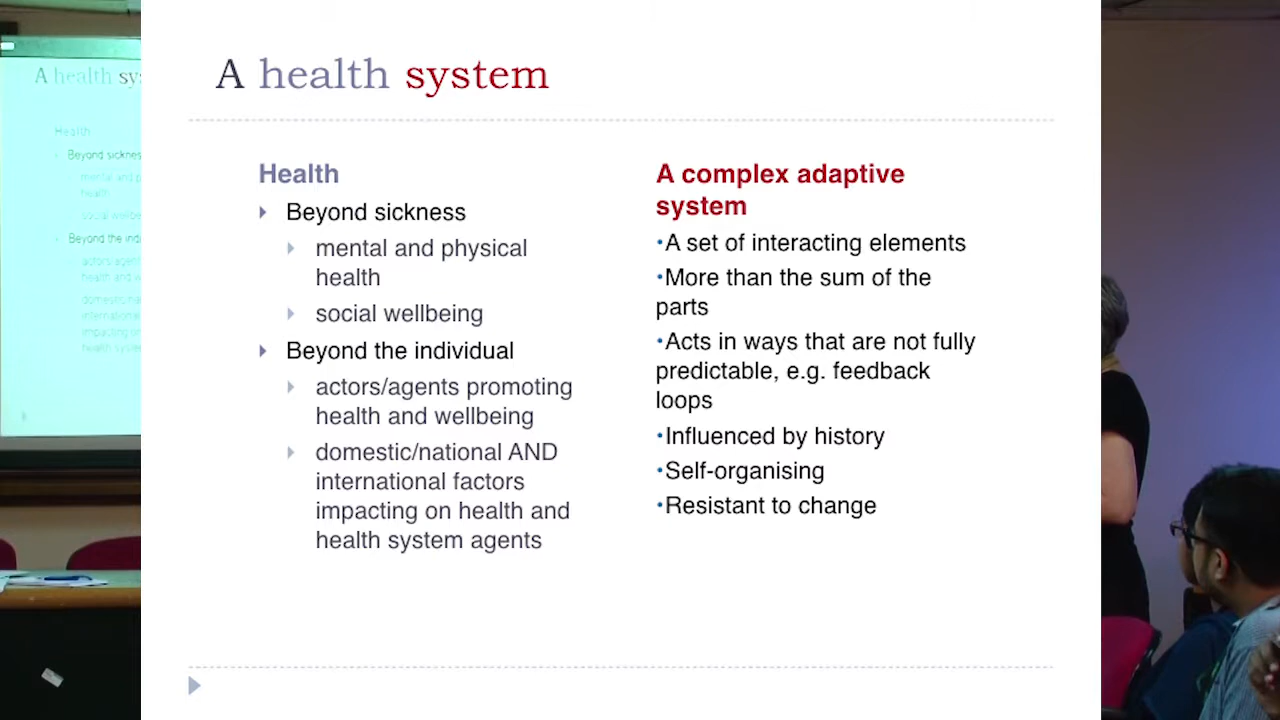 A health system
Health
Beyond sickness
mental and physical
health
social wellbeing
Beyond the individual
actors/agents promoting
health and wellbeing
domestic/national AND
international factors
impacting on health and
health system agents
A complex adaptive
system
•A set of interacting elements
•More than the sum of the
parts
•Acts in ways that are not fully
predictable, e.g. feedback
loops
•Influenced by history
•Self-organising
•Resistant to change